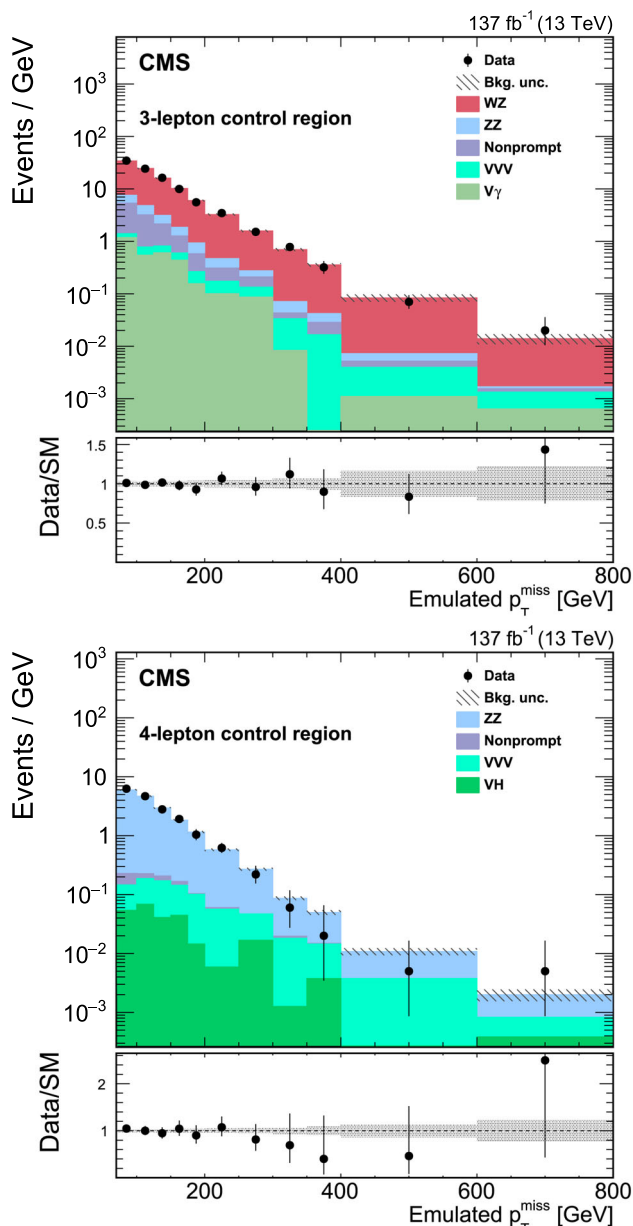 137 fb⁻¹ (13 TeV)
CMS
3-lepton control region
Data
Bkg. unc.
WZ
ZZ
Nonprompt
VVV
Vγ
Events / GeV
10³
10²
10
1
10⁻¹
10⁻²
10⁻³
Data/SM
1.5
1
0.5
200 400 600 800
Emulated p_T^miss [GeV]
137 fb⁻¹ (13 TeV)
CMS
4-lepton control region
Data
Bkg. unc.
ZZ
Nonprompt
VVV
VH
Events / GeV
10³
10²
10
1
10⁻¹
10⁻²
10⁻³
Data/SM
2
1
200 400 600 800
Emulated p_T^miss [GeV]